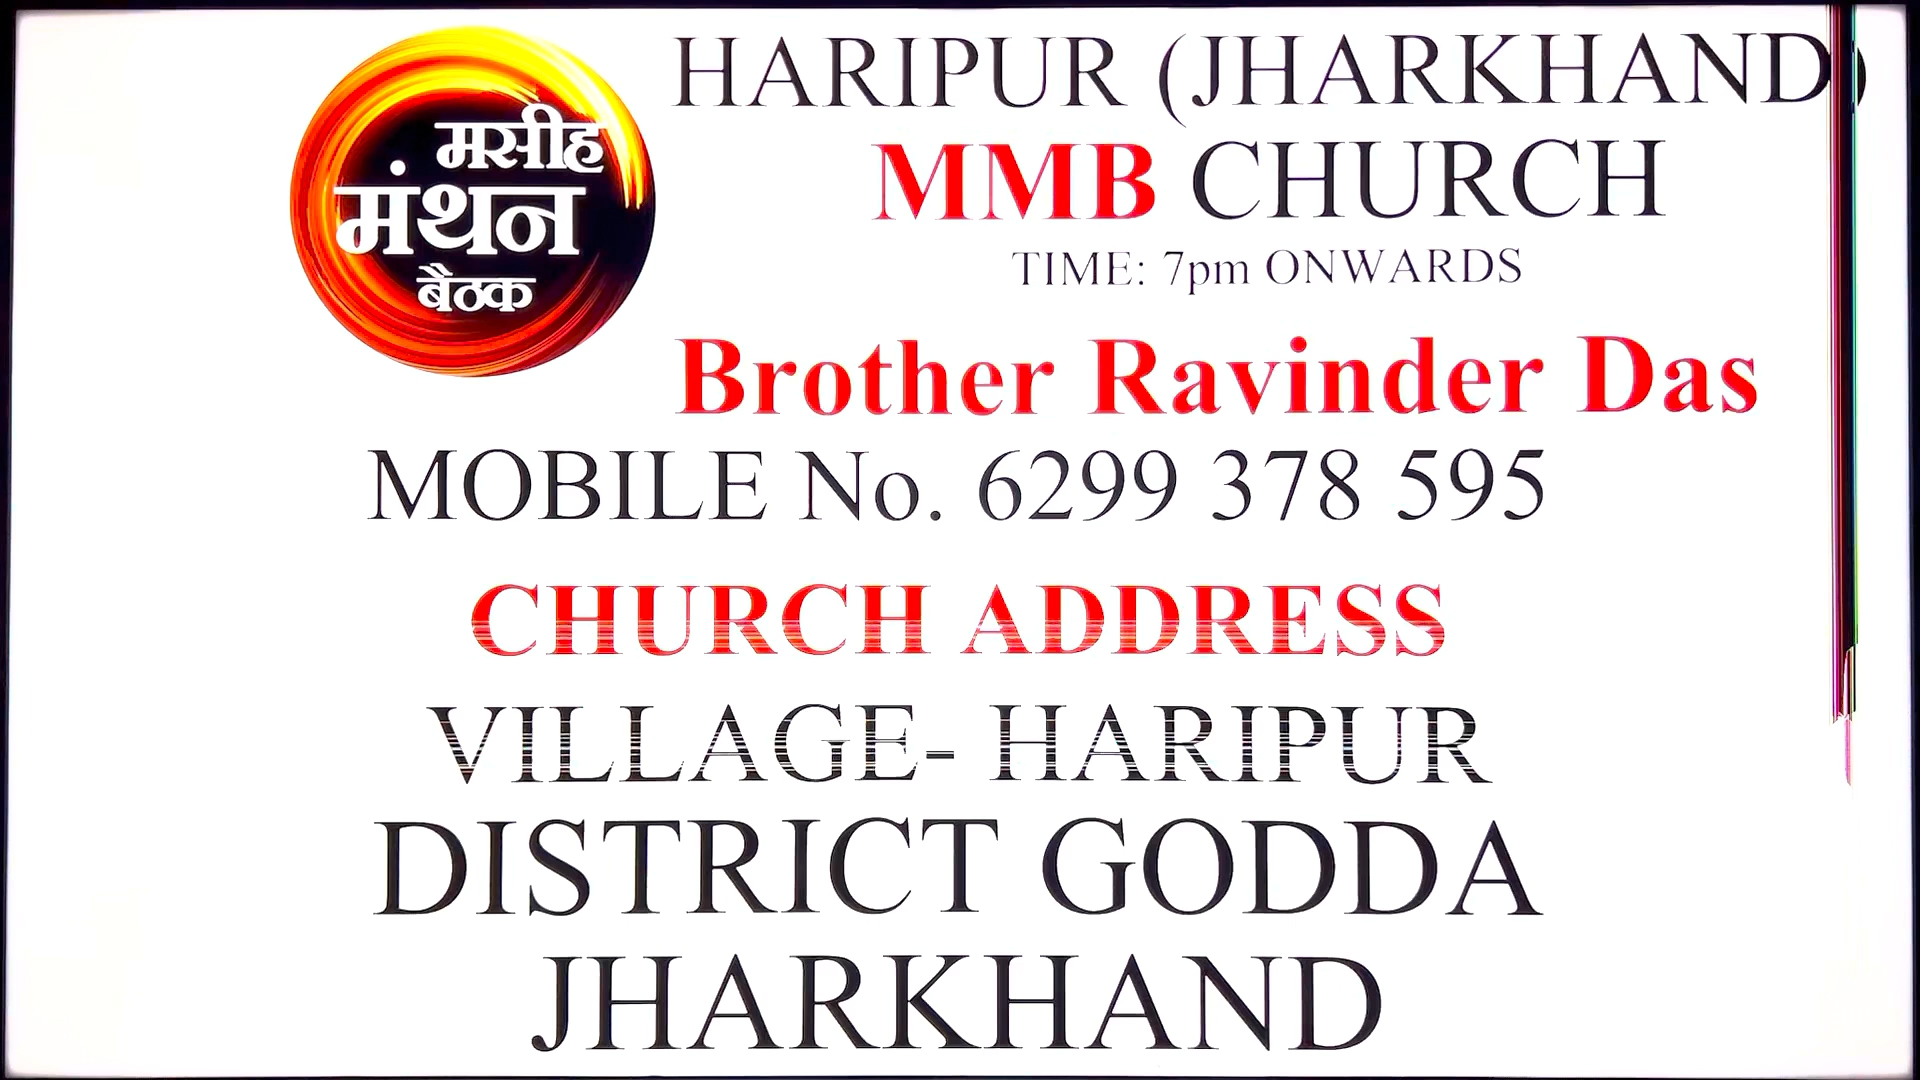 मसीह
मंथन
बैठक
HARIPUR (JHARKHAND)
MMB CHURCH
TIME: 7pm ONWARDS
Brother Ravinder Das
MOBILE No. 6299 378 595
CHURCH ADDRESS
VILLAGE- HARIPUR
DISTRICT GODDA
JHARKHAND